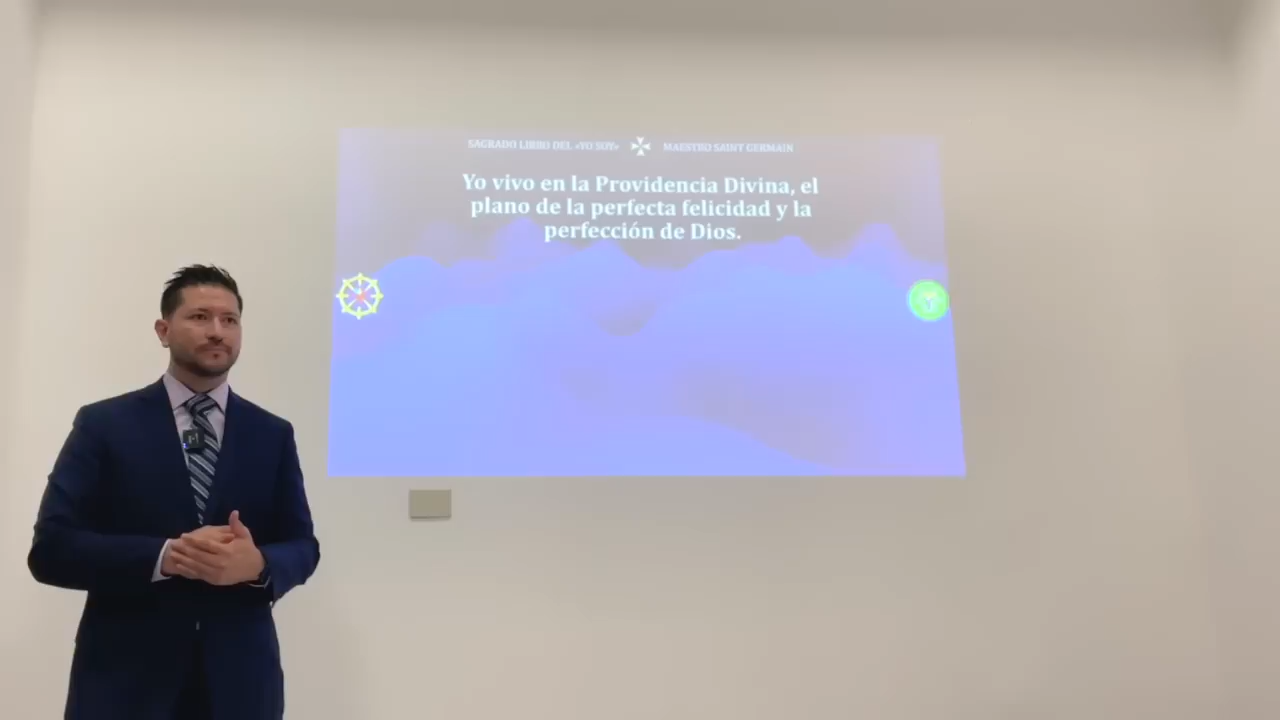 SAGRADO LIBRO DEL «YO SOY» MAESTRO SAINT GERMAIN
Yo vivo en la Providencia Divina, el
plano de la perfecta felicidad y la
perfección de Dios.